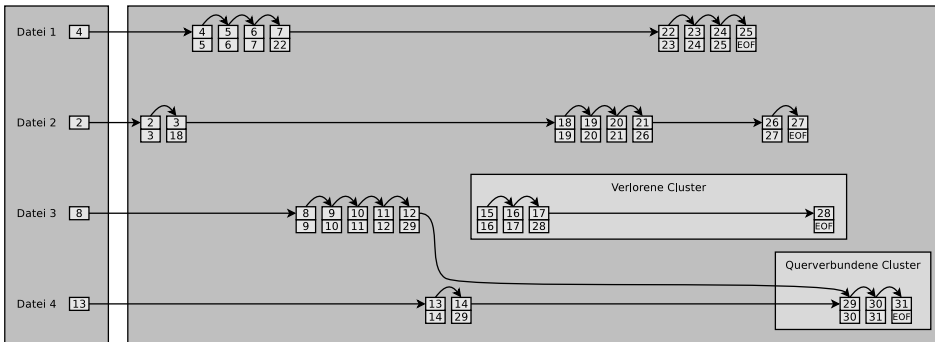 Datei 1 4 4 5 6 7 22 23 24 25
5 6 7 22 23 24 25 EOF
Datei 2 2 2 3 18 19 20 21 26 27
3 18 19 20 21 26 27 EOF
Verlorene Cluster
Datei 3 8 8 9 10 11 12 15 16 17 28
9 10 11 12 29 16 17 28 EOF
Querverbundene Cluster
Datei 4 13 13 14 29 30 31
14 29 30 31 EOF